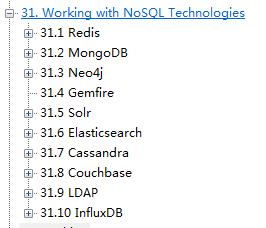 31. Working with NoSQL Technologies
31.1 Redis
31.2 MongoDB
31.3 Neo4j
31.4 Gemfire
31.5 Solr
31.6 Elasticsearch
31.7 Cassandra
31.8 Couchbase
31.9 LDAP
31.10 InfluxDB